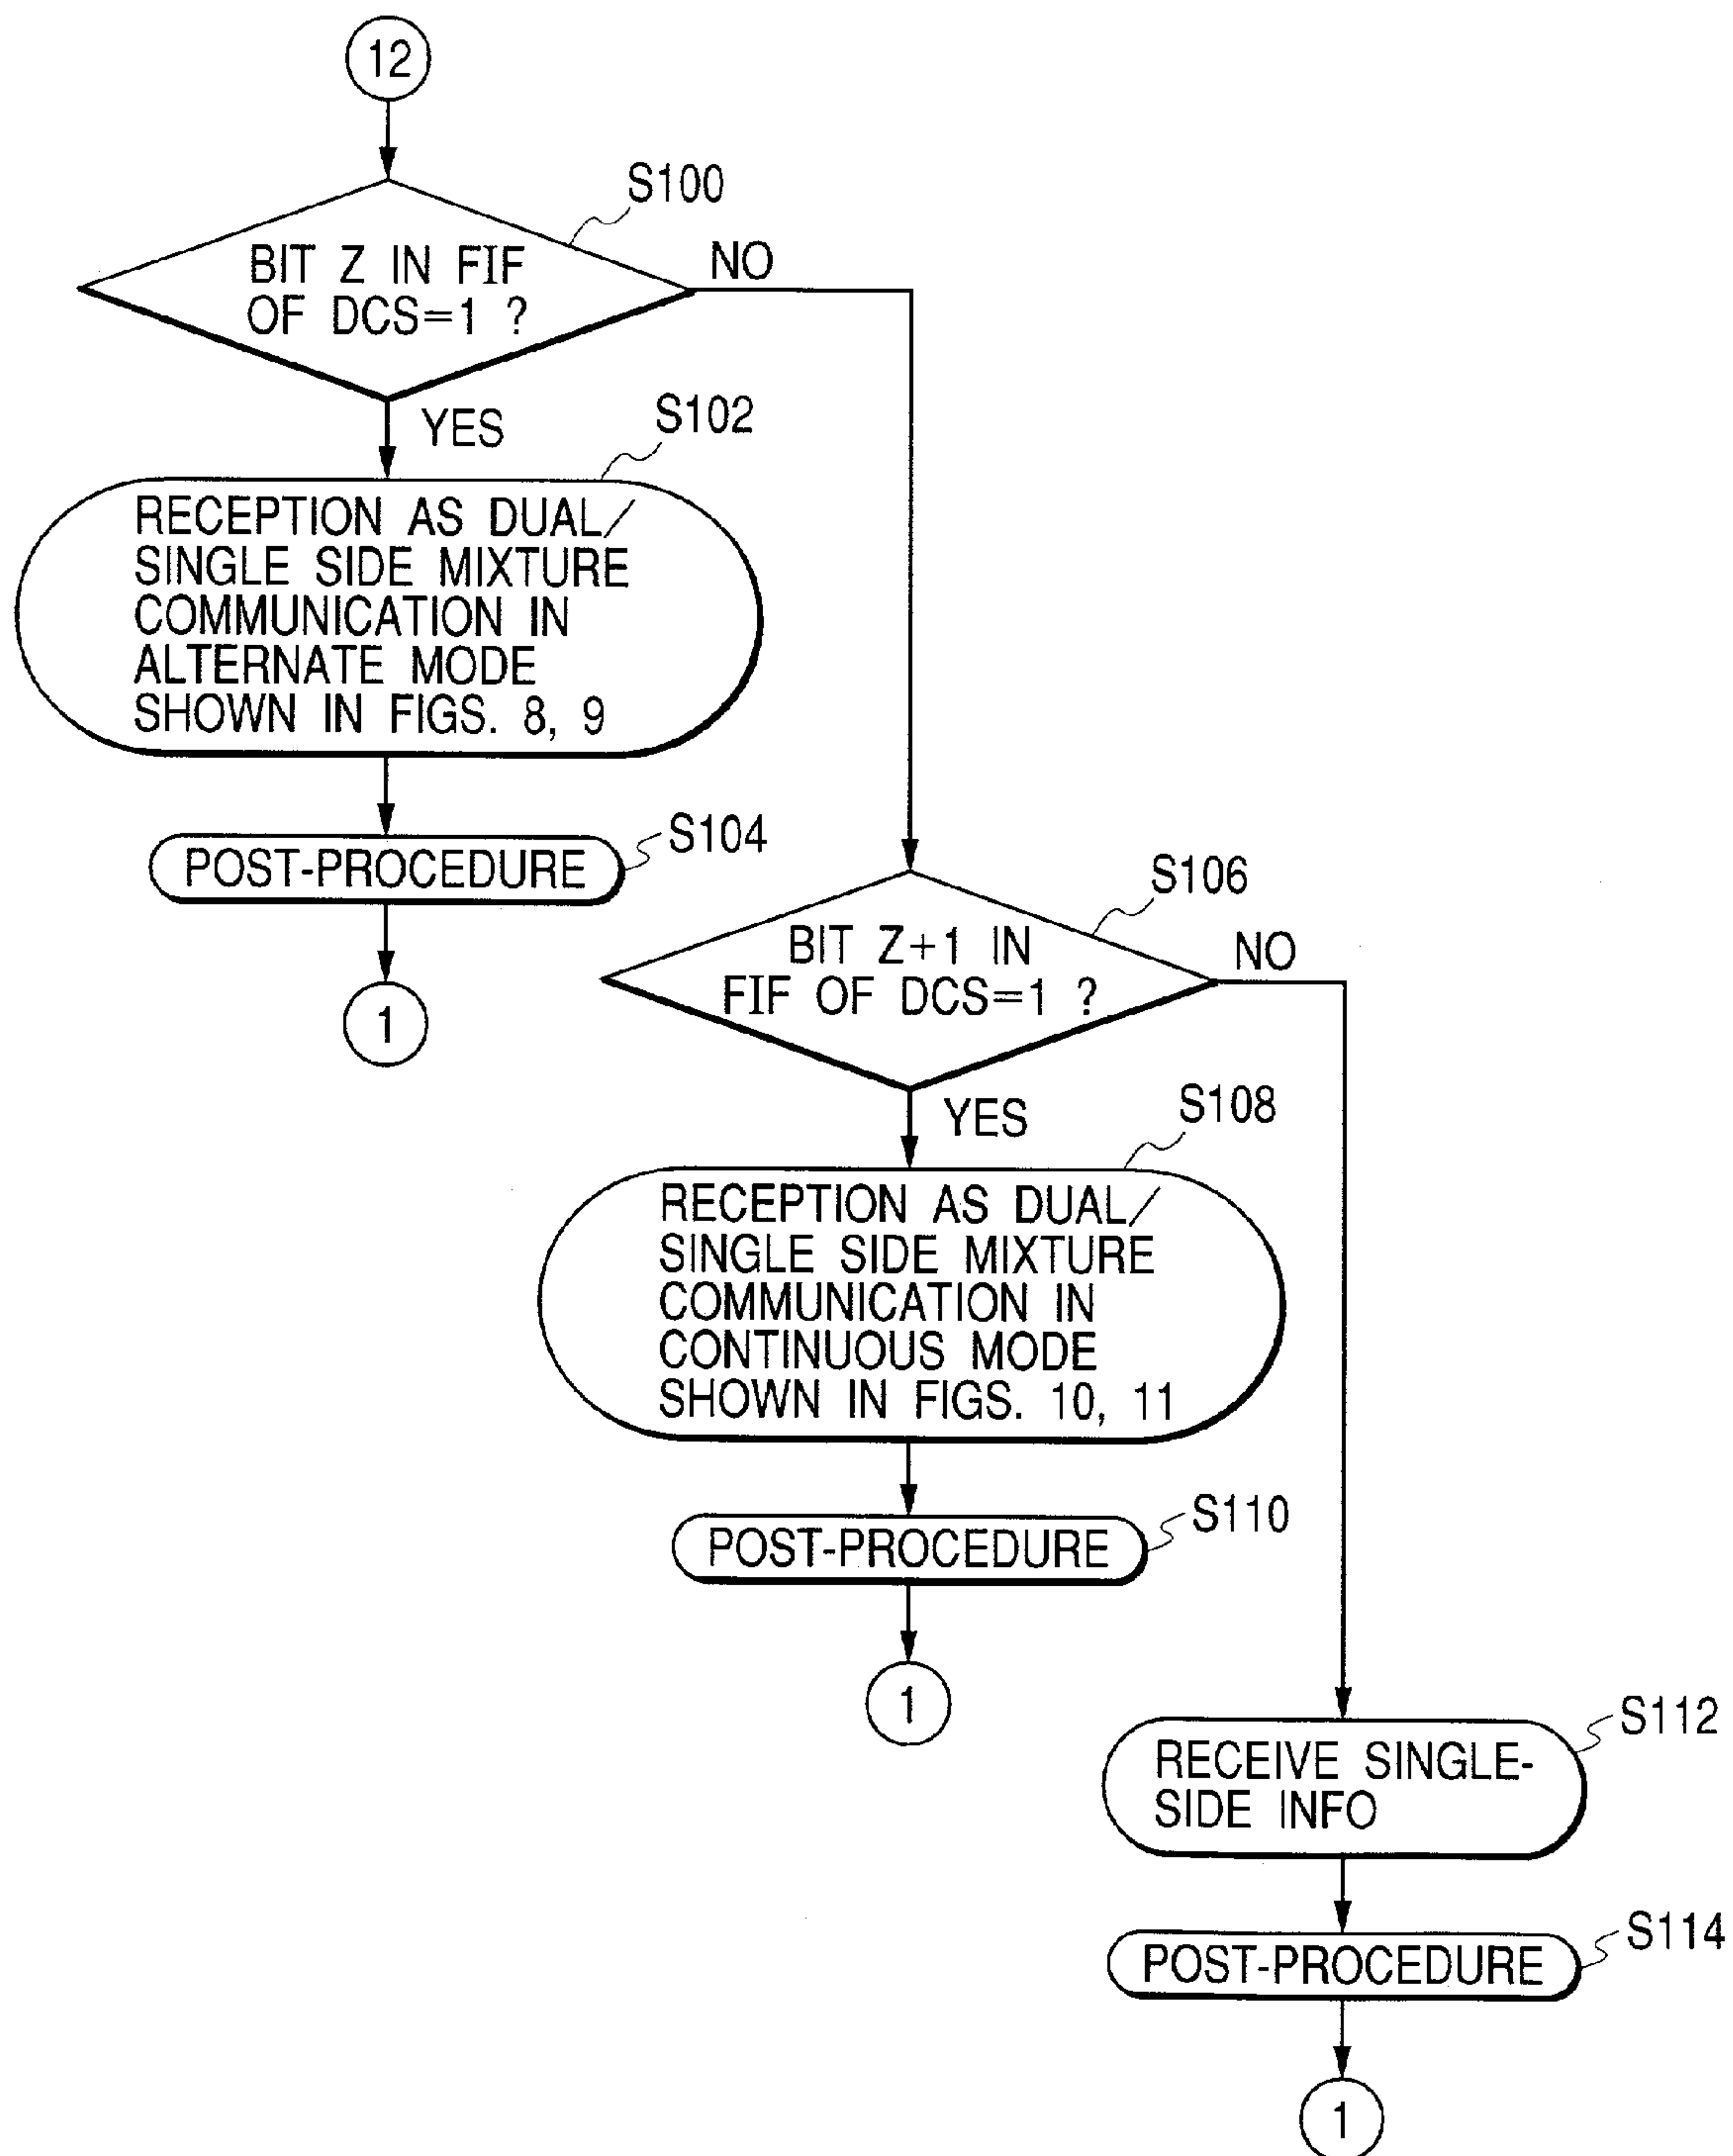 12
S100
BIT Z IN FIF
OF DCS=1 ?
NO
YES
S102
RECEPTION AS DUAL/
SINGLE SIDE MIXTURE
COMMUNICATION IN
ALTERNATE MODE
SHOWN IN FIGS. 8, 9
S104
POST-PROCEDURE
1
S106
BIT Z+1 IN
FIF OF DCS=1 ?
NO
YES
S108
RECEPTION AS DUAL/
SINGLE SIDE MIXTURE
COMMUNICATION IN
CONTINUOUS MODE
SHOWN IN FIGS. 10, 11
S110
POST-PROCEDURE
1
S112
RECEIVE SINGLE-
SIDE INFO
S114
POST-PROCEDURE
1